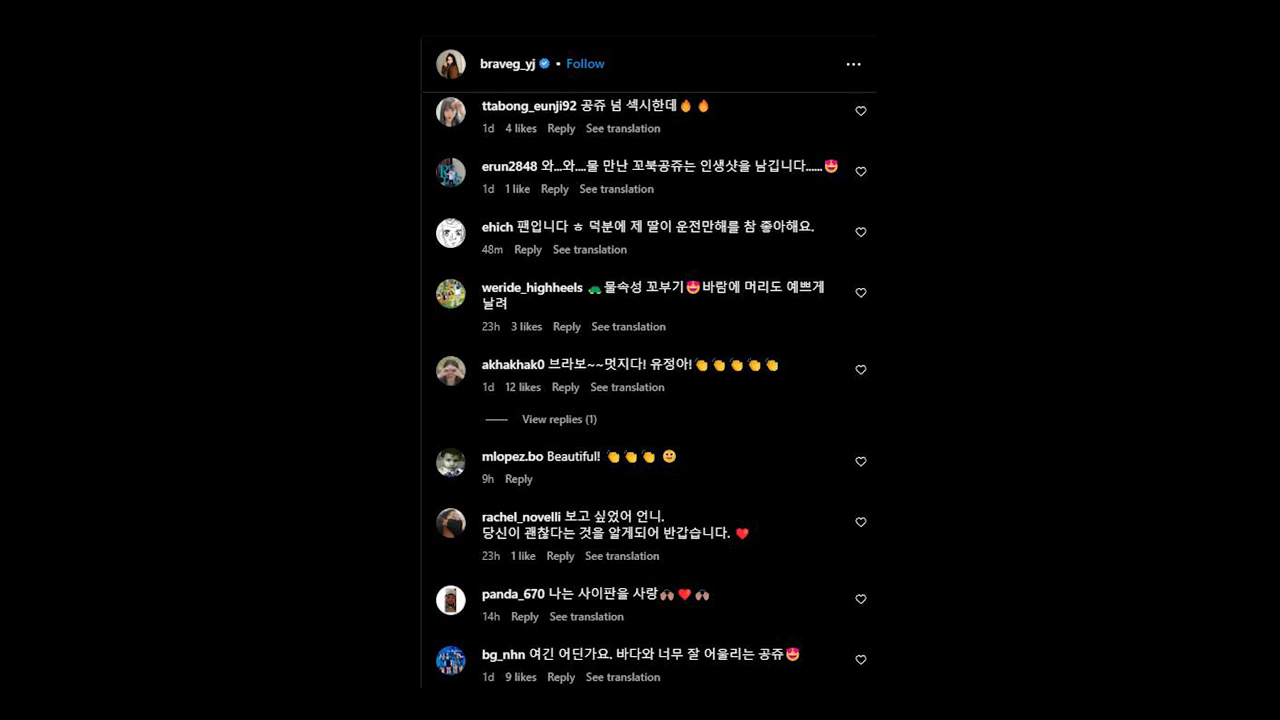 braveg_yj • Follow
ttabong_eunji92 공쥬 넘 섹시한데🔥🔥
1d 4 likes Reply See translation
erun2848 와...와....물 만난 꼬북공쥬는 인생샷을 남깁니다......😍
1d 1 like Reply See translation
ehich 팬입니다 ㅎ 덕분에 제 딸이 운전만해를 참 좋아해요.
48m Reply See translation
weride_highheels 🐢물속성 꼬부기😍바람에 머리도 예쁘게
날려
23h 3 likes Reply See translation
akhakhak0 브라보~~멋지다! 유정아!👏👏👏👏👏
1d 12 likes Reply See translation
View replies (1)
mlopez.bo Beautiful! 👏👏👏 🙂
9h Reply
rachel_novelli 보고 싶었어 언니.
당신이 괜찮다는 것을 알게되어 반갑습니다. ❤️
23h 1 like Reply See translation
panda_670 나는 사이판을 사랑🙌🏽❤️🙌🏽
14h Reply See translation
bg_nhn 여긴 어딘가요. 바다와 너무 잘 어울리는 공쥬😍
1d 9 likes Reply See translation